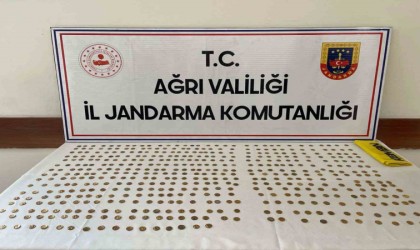 T.C.
AĞRI VALİLİĞİ
İL JANDARMA KOMUTANLIĞI